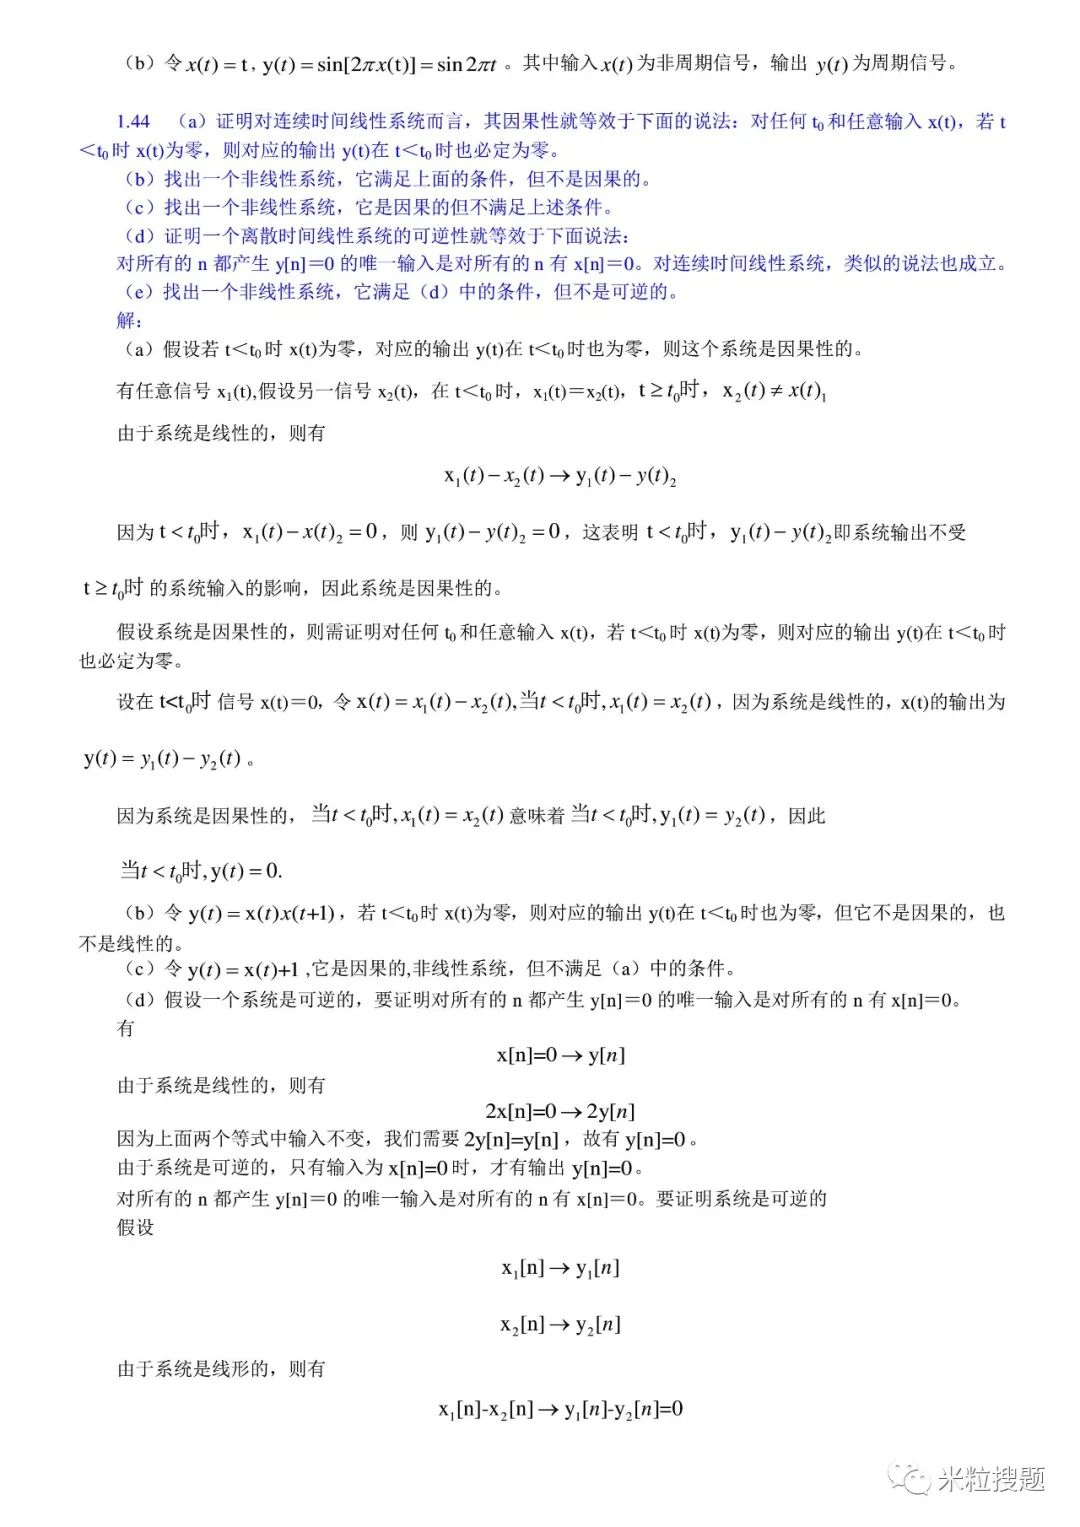 （b）令 x(t) = t，y(t) = sin[2πx(t)] = sin 2πt 。其中输入 x(t) 为非周期信号，输出 y(t) 为周期信号。
1.44 （a）证明对连续时间线性系统而言，其因果性就等效于下面的说法：对任何 t₀ 和任意输入 x(t)，若 t
＜t₀ 时 x(t)为零，则对应的输出 y(t)在 t＜t₀ 时也必定为零。
（b）找出一个非线性系统，它满足上面的条件，但不是因果的。
（c）找出一个非线性系统，它是因果的但不满足上述条件。
（d）证明一个离散时间线性系统的可逆性就等效于下面说法：
对所有的 n 都产生 y[n]＝0 的唯一输入是对所有的 n 有 x[n]＝0。对连续时间线性系统，类似的说法也成立。
（e）找出一个非线性系统，它满足（d）中的条件，但不是可逆的。
解：
（a）假设若 t＜t₀ 时 x(t)为零，对应的输出 y(t)在 t＜t₀ 时也为零，则这个系统是因果性的。
有任意信号 x₁(t),假设另一信号 x₂(t)，在 t＜t₀ 时，x₁(t)＝x₂(t)，t ≥ t₀时，x₂(t) ≠ x(t)₁
由于系统是线性的，则有
x₁(t) − x₂(t) → y₁(t) − y(t)₂
因为 t < t₀时，x₁(t) − x(t)₂ = 0，则 y₁(t) − y(t)₂ = 0，这表明 t < t₀时，y₁(t) − y(t)₂即系统输出不受
t ≥ t₀时 的系统输入的影响，因此系统是因果性的。
假设系统是因果性的，则需证明对任何 t₀ 和任意输入 x(t)，若 t＜t₀ 时 x(t)为零，则对应的输出 y(t)在 t＜t₀ 时
也必定为零。
设在 t<t₀时 信号 x(t)＝0，令 x(t) = x₁(t) − x₂(t),当t < t₀时, x₁(t) = x₂(t)，因为系统是线性的，x(t)的输出为
y(t) = y₁(t) − y₂(t) 。
因为系统是因果性的， 当t < t₀时, x₁(t) = x₂(t) 意味着 当t < t₀时, y₁(t) = y₂(t)，因此
当t < t₀时, y(t) = 0.
（b）令 y(t) = x(t)x(t+1)，若 t＜t₀ 时 x(t)为零，则对应的输出 y(t)在 t＜t₀ 时也为零，但它不是因果的，也
不是线性的。
（c）令 y(t) = x(t)+1 ,它是因果的,非线性系统，但不满足（a）中的条件。
（d）假设一个系统是可逆的，要证明对所有的 n 都产生 y[n]＝0 的唯一输入是对所有的 n 有 x[n]＝0。
有
x[n]=0 → y[n]
由于系统是线性的，则有
2x[n]=0 → 2y[n]
因为上面两个等式中输入不变，我们需要 2y[n]=y[n]，故有 y[n]=0 。
由于系统是可逆的，只有输入为 x[n]=0 时，才有输出 y[n]=0。
对所有的 n 都产生 y[n]＝0 的唯一输入是对所有的 n 有 x[n]＝0。要证明系统是可逆的
假设
x₁[n] → y₁[n]
x₂[n] → y₂[n]
由于系统是线形的，则有
x₁[n]-x₂[n] → y₁[n]-y₂[n]=0
米粒搜题